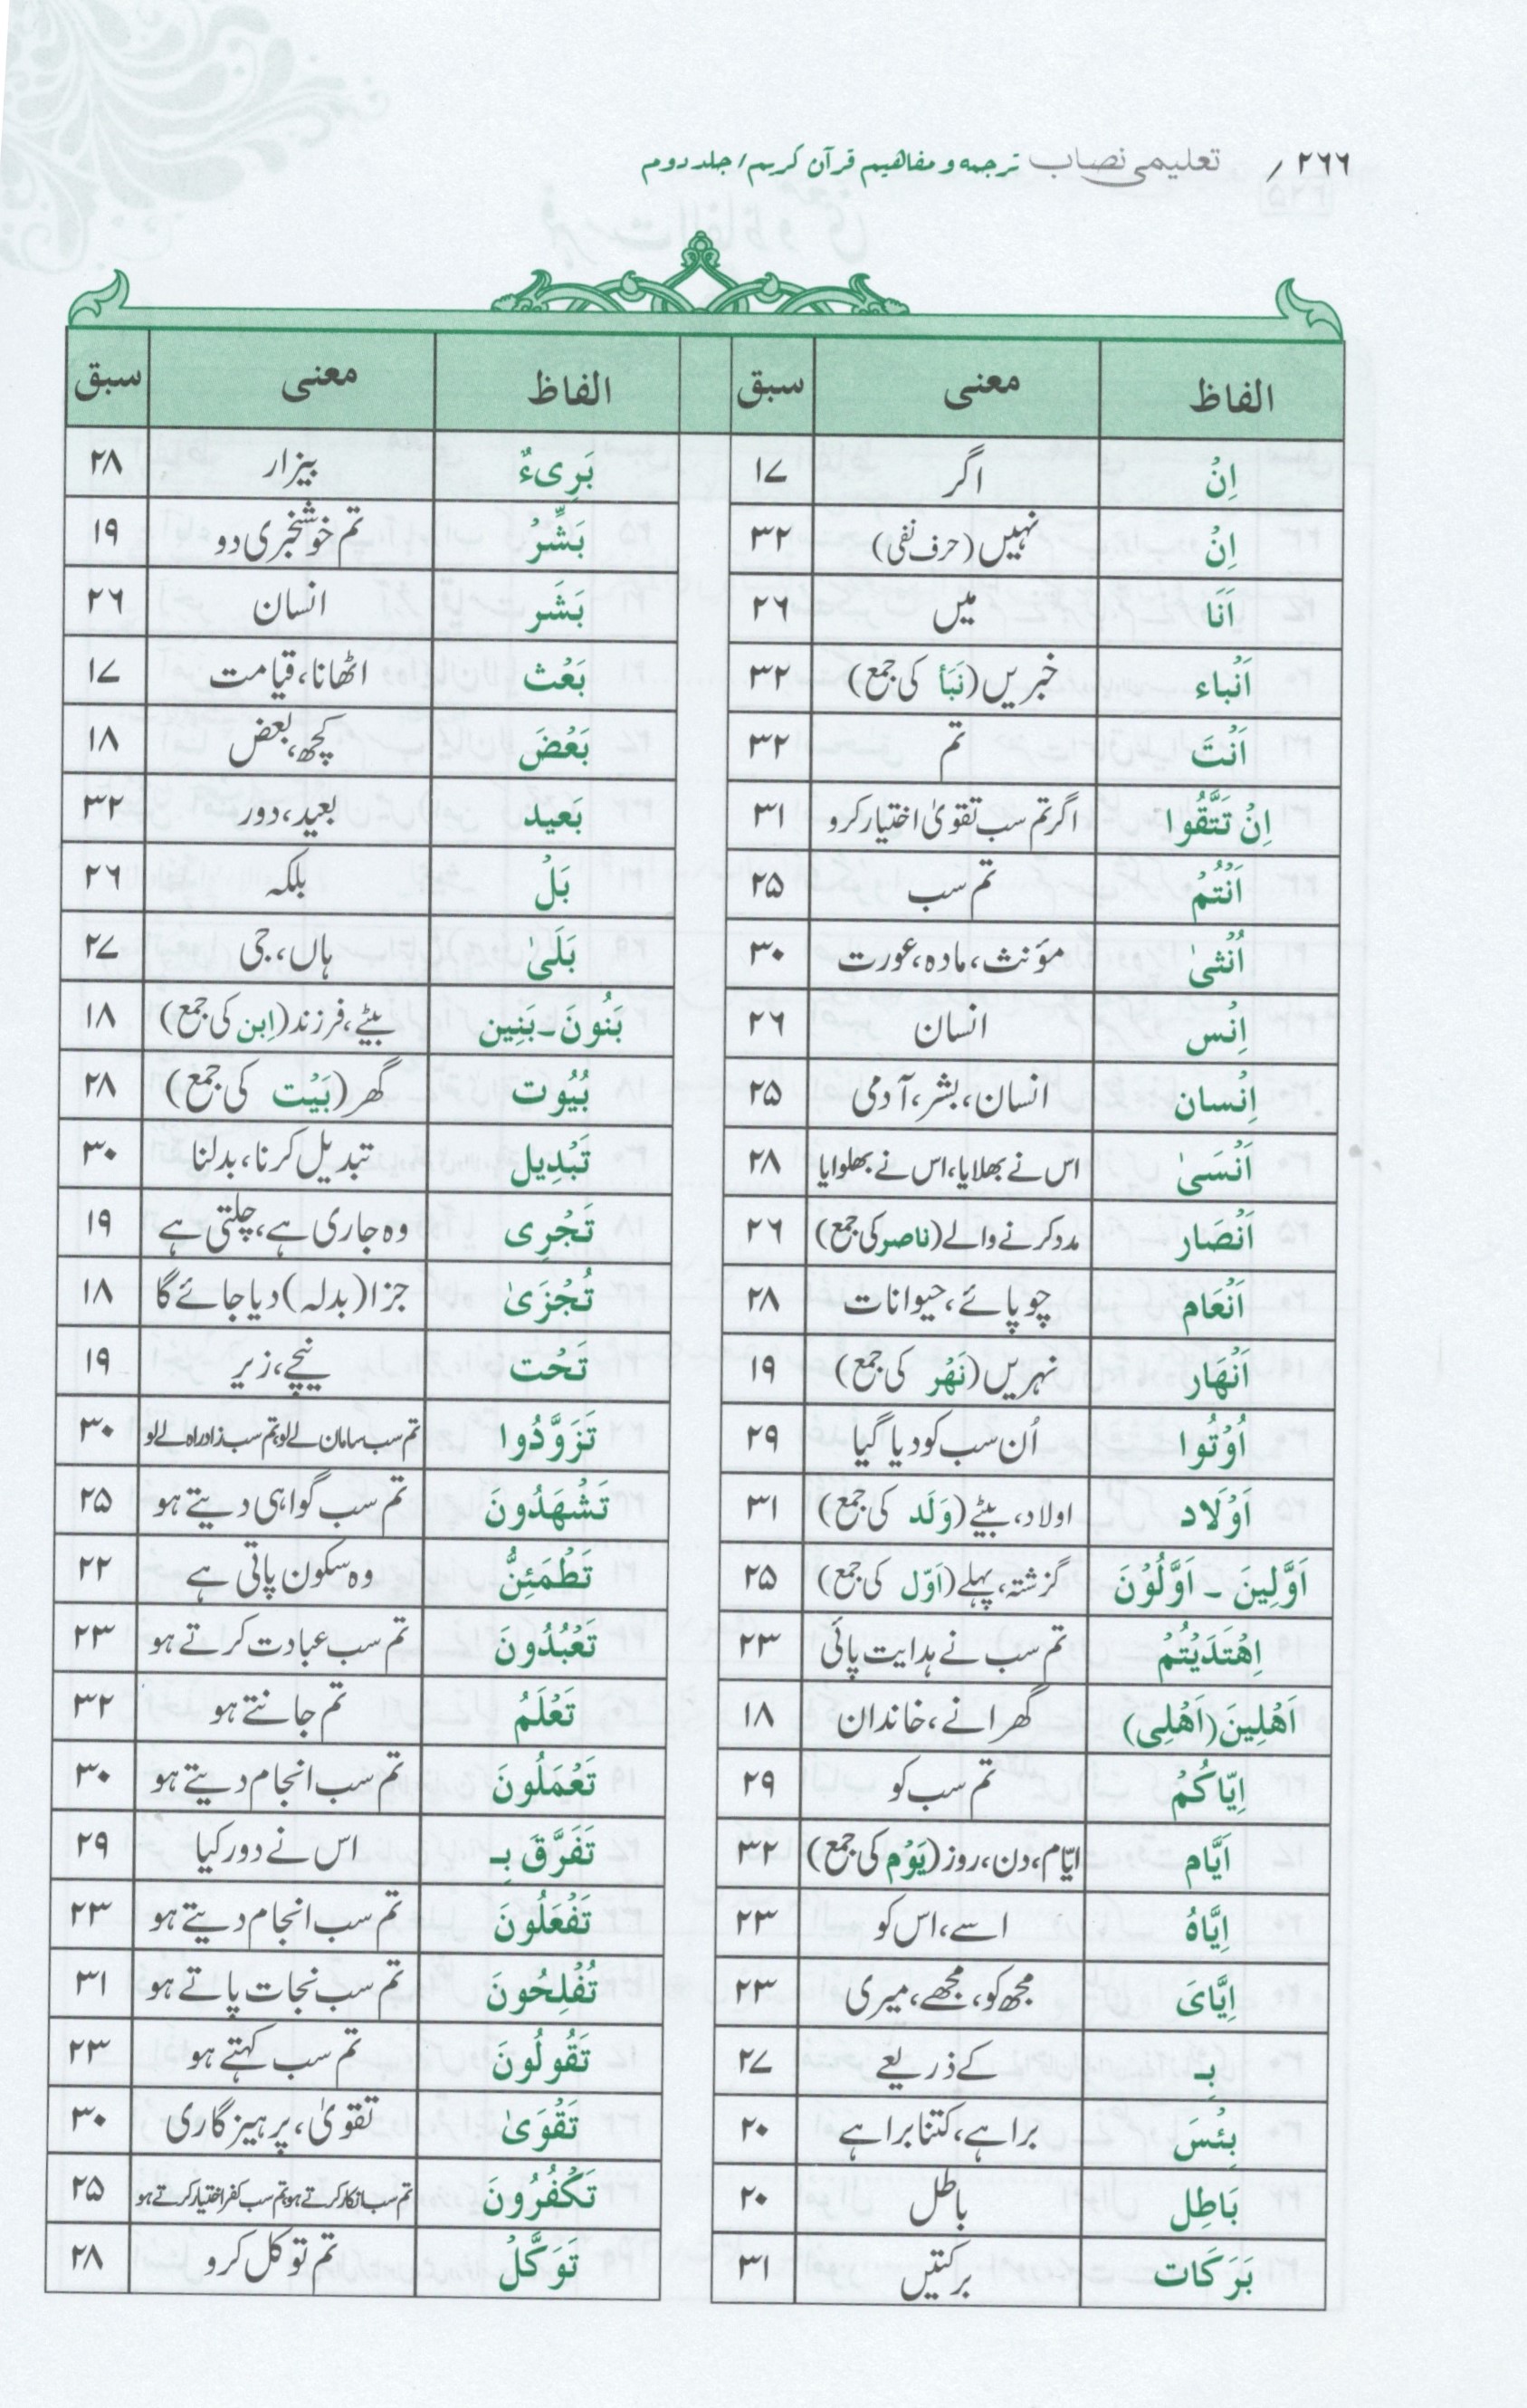 ۲۶۶ / تعلیمی نصاب ترجمہ و مفاهیم قرآن کریم / جلد دوم
الفاظ معنی سبق
اِنْ اگر ۱۷
اِنْ نہیں (حرف نفی) ۳۲
اَنَا میں ۲۶
اَنْباء خبریں (نَبَأ کی جمع) ۳۲
اَنْتَ تم ۳۲
اِنْ تَتَّقُوا اگر تم سب تقویٰ اختیار کرو ۳۱
اَنْتُمْ تم سب ۲۵
اُنْثیٰ مؤنث، مادہ، عورت ۳۰
اِنْس انسان ۲۶
اِنْسان انسان، بشر، آدمی ۲۵
اَنْسَیٰ اس نے بھلایا، اس نے بھلوایا ۲۸
اَنْصَار مدد کرنے والے (ناصر کی جمع) ۲۶
اَنْعَام چوپائے، حیوانات ۲۸
اَنْهَار نہریں (نَهْر کی جمع) ۱۹
اُوْتُوا اُن سب کو دیا گیا ۲۹
اَوْلَاد اولاد، بیٹے (وَلَد کی جمع) ۳۱
اَوَّلِینَ ۔ اَوَّلُوْنَ گزشتہ، پہلے (اَوّل کی جمع) ۲۵
اِهْتَدَیْتُمْ تم سب نے ہدایت پائی ۲۳
اَهْلِینَ (اَهْلِی) گھرانے، خاندان ۱۸
اِیّاکُمْ تم سب کو ۲۹
اَیَّام ایّام، دن، روز (یَوْم کی جمع) ۳۲
اِیَّاهُ اسے، اس کو ۲۳
اِیَّایَ مجھ کو، مجھے، میری ۲۳
بِـ کے ذریعے ۲۷
بِئْسَ برا ہے، کتنا برا ہے ۲۰
بَاطِل باطل ۲۰
بَرَکَات برکتیں ۳۱
الفاظ معنی سبق
بَرِیءٌ بیزار ۲۸
بَشِّرْ تم خوشخبری دو ۱۹
بَشَر انسان ۲۶
بَعْث اٹھانا، قیامت ۱۷
بَعْضَ کچھ، بعض ۱۸
بَعید بعید، دور ۳۲
بَلْ بلکہ ۲۶
بَلَیٰ ہاں، جی ۲۷
بَنُونَ ۔ بَنِین بیٹے، فرزند (اِبن کی جمع) ۱۸
بُیُوت گھر (بَیْت کی جمع) ۲۸
تَبْدِیل تبدیل کرنا، بدلنا ۳۰
تَجْرِی وہ جاری ہے، چلتی ہے ۱۹
تُجْزَیٰ جزا (بدلہ) دیا جائے گا ۱۸
تَحْت نیچے، زیر ۱۹
تَزَوَّدُوا تم سب سامان لے لو، تم سب زاد راہ لے لو ۳۰
تَشْهَدُونَ تم سب گواہی دیتے ہو ۲۵
تَطْمَئِنُّ وہ سکون پاتی ہے ۲۲
تَعْبُدُونَ تم سب عبادت کرتے ہو ۲۳
تَعْلَمُ تم جانتے ہو ۳۲
تَعْمَلُونَ تم سب انجام دیتے ہو ۳۰
تَفَرَّقَ بِـ اس نے دور کیا ۲۹
تَفْعَلُونَ تم سب انجام دیتے ہو ۲۳
تُفْلِحُونَ تم سب نجات پاتے ہو ۳۱
تَقُولُونَ تم سب کہتے ہو ۲۳
تَقْوَیٰ تقویٰ، پرہیزگاری ۳۰
تَکْفُرُونَ تم سب انکار کرتے ہو، تم سب کفر اختیار کرتے ہو ۲۵
تَوَکَّلْ تم توکل کرو ۲۸